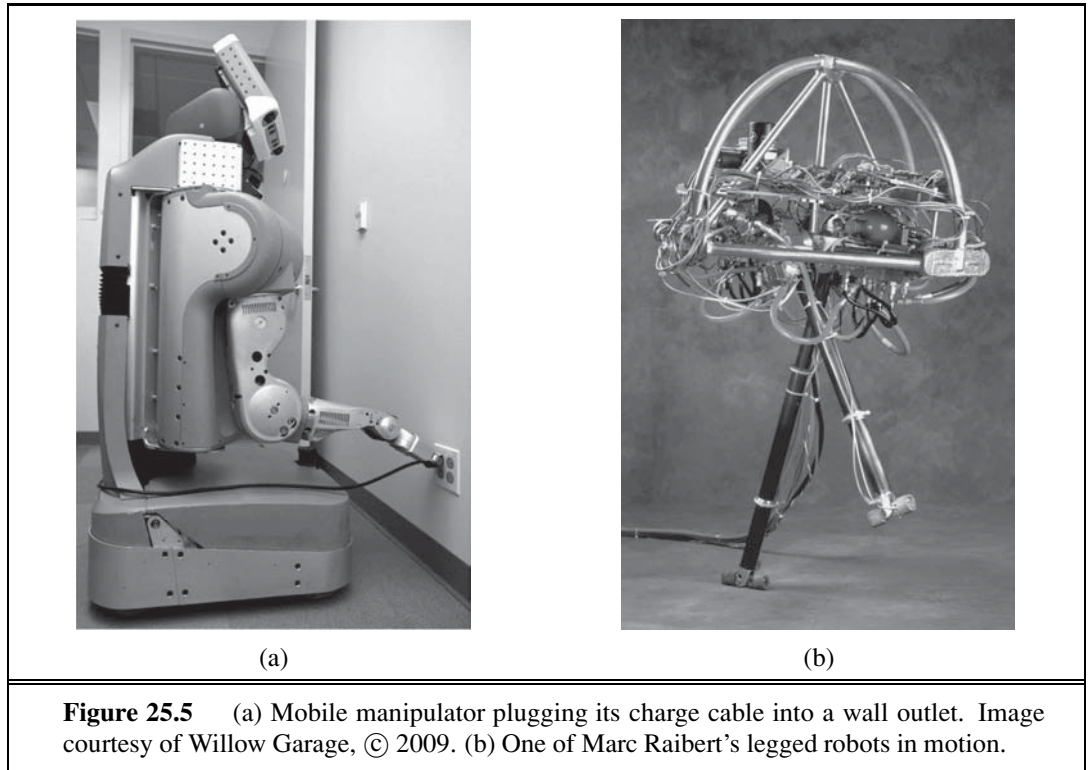 (a)
(b)
Figure 25.5 (a) Mobile manipulator plugging its charge cable into a wall outlet. Image
courtesy of Willow Garage, © 2009. (b) One of Marc Raibert's legged robots in motion.